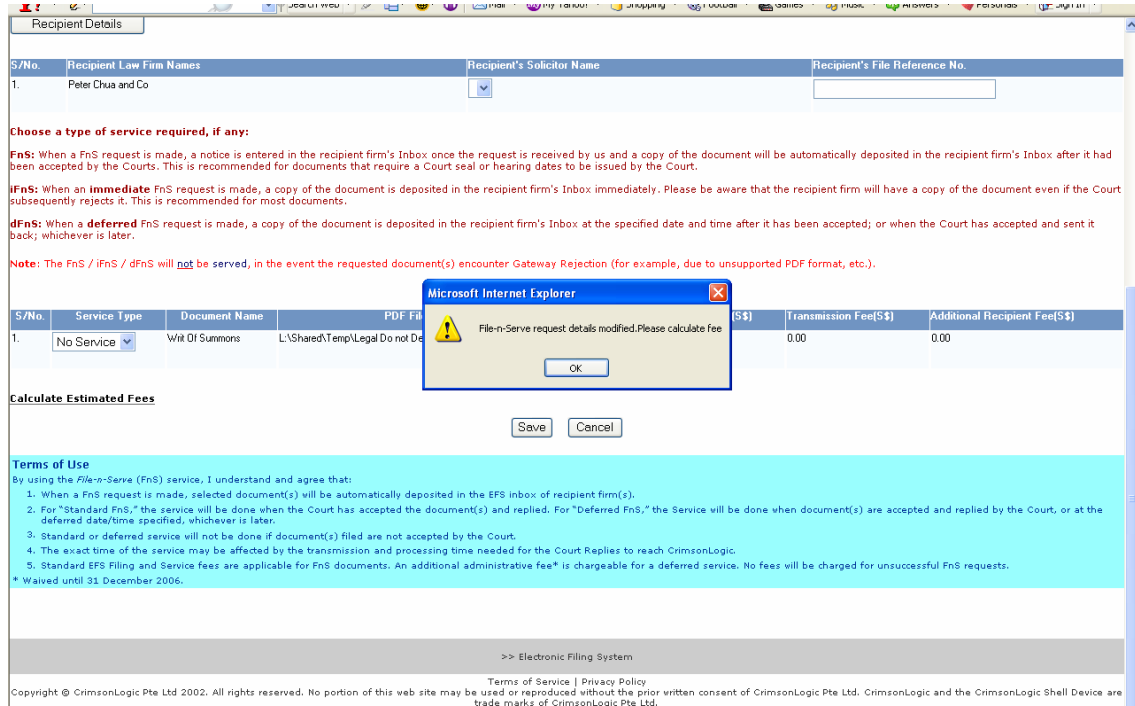 Search Web
Mail My Yahoo! Shopping Football Games Music Answers Personals Sign In
Recipient Details
S/No. Recipient Law Firm Names Recipient's Solicitor Name Recipient's File Reference No.
1. Peter Chua and Co
Choose a type of service required, if any:
FnS: When a FnS request is made, a notice is entered in the recipient firm's Inbox once the request is received by us and a copy of the document will be automatically deposited in the recipient firm's Inbox after it had
been accepted by the Courts. This is recommended for documents that require a Court seal or hearing dates to be issued by the Court.
iFnS: When an immediate FnS request is made, a copy of the document is deposited in the recipient firm's Inbox immediately. Please be aware that the recipient firm will have a copy of the document even if the Court
subsequently rejects it. This is recommended for most documents.
dFnS: When a deferred FnS request is made, a copy of the document is deposited in the recipient firm's Inbox at the specified date and time after it has been accepted; or when the Court has accepted and sent it
back; whichever is later.
Note: The FnS / iFnS / dFnS will not be served, in the event the requested document(s) encounter Gateway Rejection (for example, due to unsupported PDF format, etc.).
Microsoft Internet Explorer
File-n-Serve request details modified.Please calculate fee
OK
S/No. Service Type Document Name PDF Fil (S$) Transmission Fee(S$) Additional Recipient Fee(S$)
1. No Service Writ Of Summons L:\Shared\Temp\Legal Do not De 0.00 0.00
Calculate Estimated Fees
Save Cancel
Terms of Use
By using the File-n-Serve (FnS) service, I understand and agree that:
1. When a FnS request is made, selected document(s) will be automatically deposited in the EFS inbox of recipient firm(s).
2. For "Standard FnS," the service will be done when the Court has accepted the document(s) and replied. For "Deferred FnS," the Service will be done when document(s) are accepted and replied by the Court, or at the
deferred date/time specified, whichever is later.
3. Standard or deferred service will not be done if document(s) filed are not accepted by the Court.
4. The exact time of the service may be affected by the transmission and processing time needed for the Court Replies to reach CrimsonLogic.
5. Standard EFS Filing and Service fees are applicable for FnS documents. An additional administrative fee* is chargeable for a deferred service. No fees will be charged for unsuccessful FnS requests.
* Waived until 31 December 2006.
>> Electronic Filing System
Terms of Service | Privacy Policy
Copyright © CrimsonLogic Pte Ltd 2002. All rights reserved. No portion of this web site may be used or reproduced without the prior written consent of CrimsonLogic Pte Ltd. CrimsonLogic and the CrimsonLogic Shell Device are
trade marks of CrimsonLogic Pte Ltd.